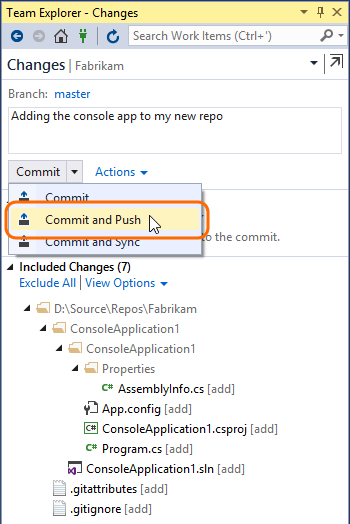 Team Explorer - Changes
Search Work Items (Ctrl+')
Changes | Fabrikam
Branch: master
Adding the console app to my new repo
Commit Actions
Commit
Commit and Push
Commit and Sync to the commit.
Included Changes (7)
Exclude All | View Options
D:\Source\Repos\Fabrikam
ConsoleApplication1
ConsoleApplication1
Properties
C# AssemblyInfo.cs [add]
App.config [add]
C# ConsoleApplication1.csproj [add]
C# Program.cs [add]
ConsoleApplication1.sln [add]
.gitattributes [add]
.gitignore [add]